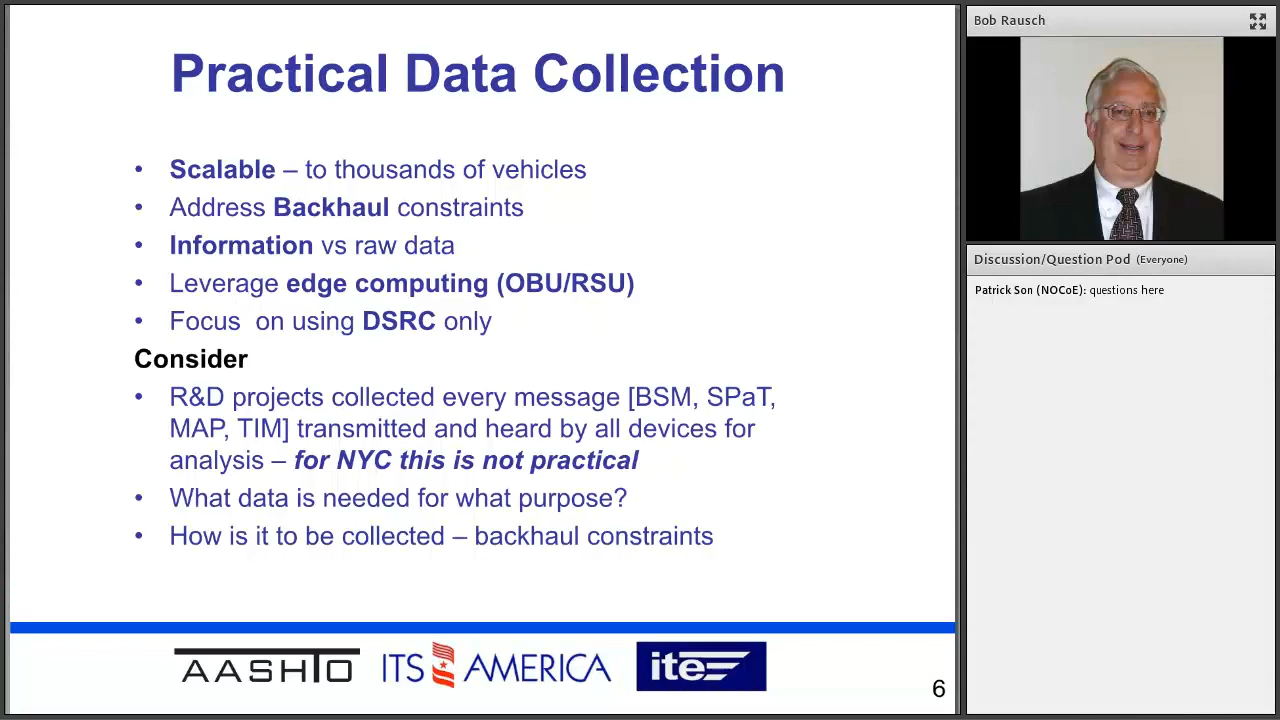 Practical Data Collection
• Scalable – to thousands of vehicles
• Address Backhaul constraints
• Information vs raw data
• Leverage edge computing (OBU/RSU)
• Focus  on using DSRC only
Consider
• R&D projects collected every message [BSM, SPaT,
MAP, TIM] transmitted and heard by all devices for
analysis – for NYC this is not practical
• What data is needed for what purpose?
• How is it to be collected – backhaul constraints
AASHTO
ITS AMERICA
ite
6
Bob Rausch
Discussion/Question Pod (Everyone)
Patrick Son (NOCoE): questions here